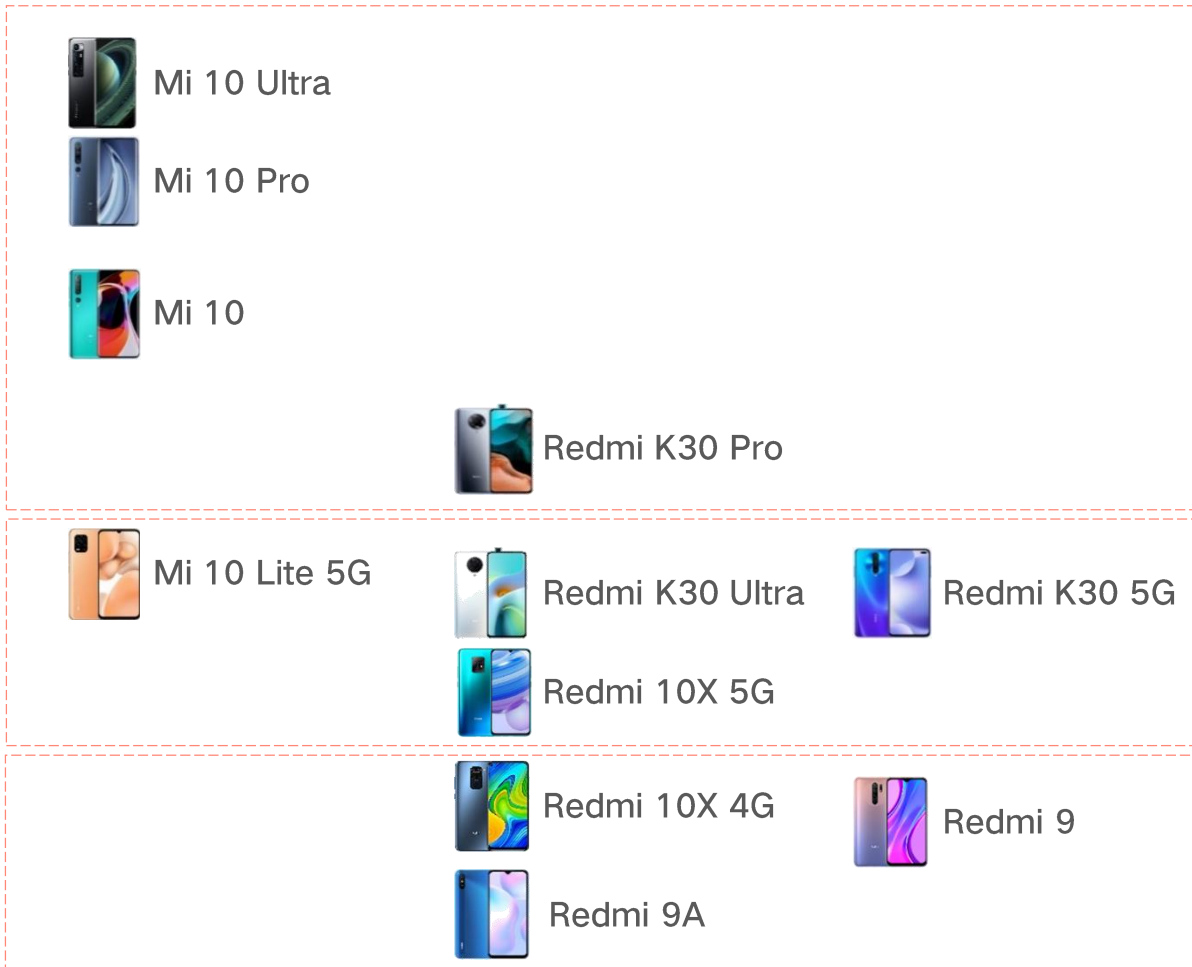 Mi 10 Ultra
Mi 10 Pro
Mi 10
Redmi K30 Pro
Mi 10 Lite 5G
Redmi K30 Ultra
Redmi K30 5G
Redmi 10X 5G
Redmi 10X 4G
Redmi 9
Redmi 9A